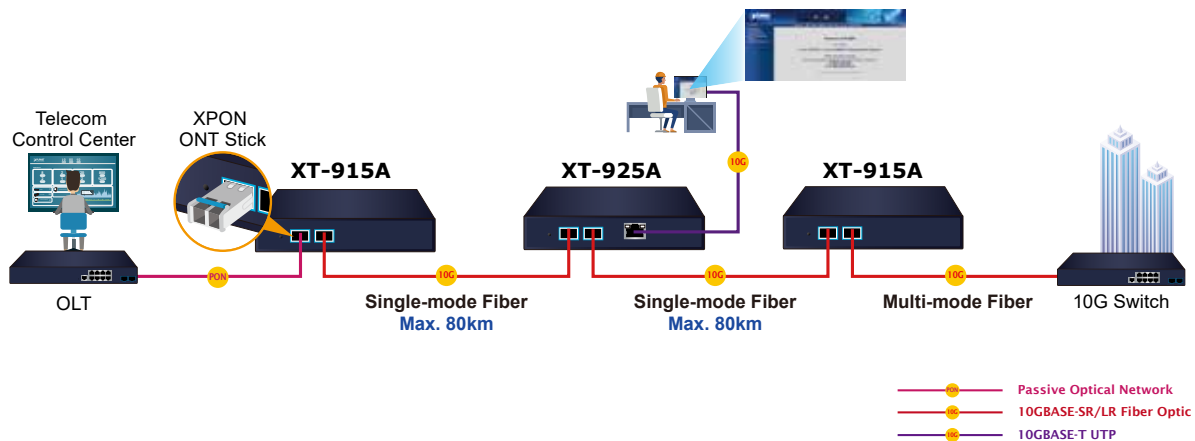 Telecom
Control Center
XPON
ONT Stick
XT-915A
XT-925A
XT-915A
10G
PON
10G
10G
10G
OLT
Single-mode Fiber
Max. 80km
Single-mode Fiber
Max. 80km
Multi-mode Fiber
10G Switch
PON
Passive Optical Network
10G
10GBASE-SR/LR Fiber Optic
10G
10GBASE-T UTP